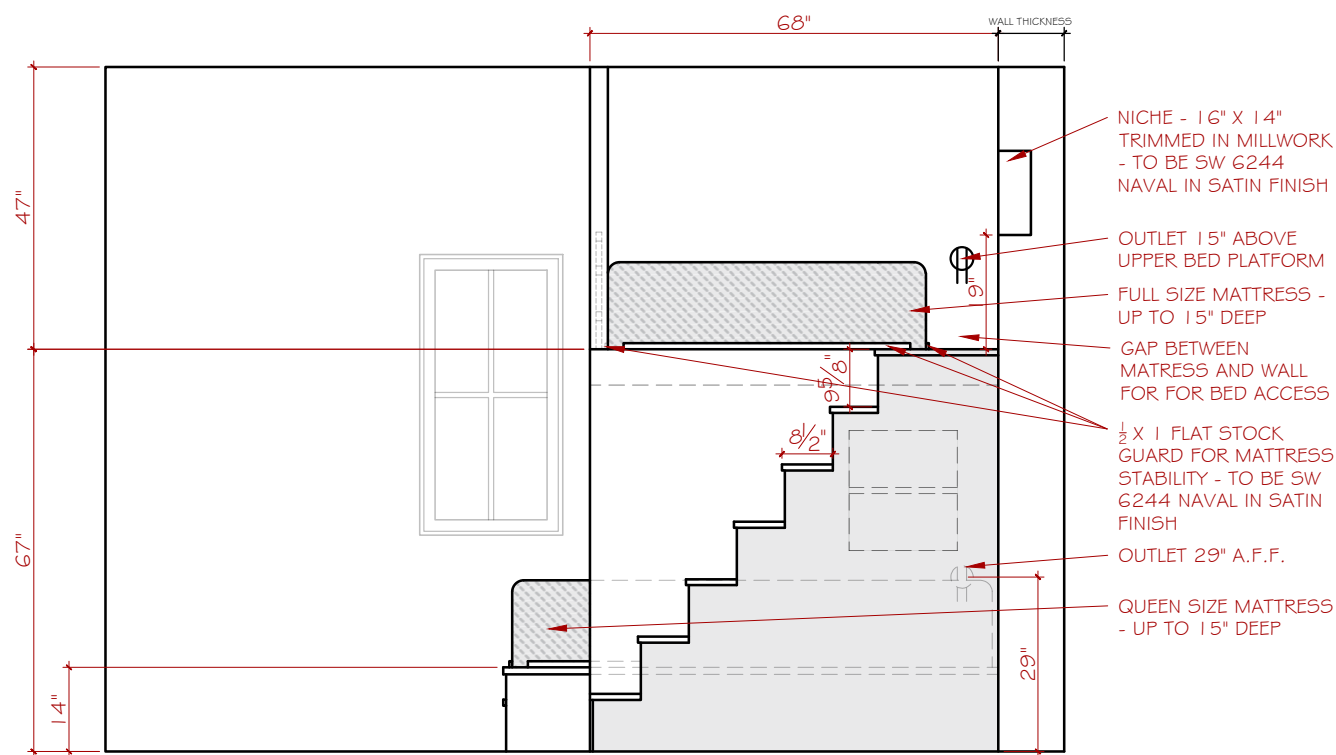 68"
WALL THICKNESS
47"
NICHE - 16" X 14"
TRIMMED IN MILLWORK
- TO BE SW 6244
NAVAL IN SATIN FINISH
OUTLET 15" ABOVE
UPPER BED PLATFORM
19"
FULL SIZE MATTRESS -
UP TO 15" DEEP
GAP BETWEEN
MATRESS AND WALL
FOR FOR BED ACCESS
9 5/8"
8 1/2"
½ X 1 FLAT STOCK
GUARD FOR MATTRESS
STABILITY - TO BE SW
6244 NAVAL IN SATIN
FINISH
67"
OUTLET 29" A.F.F.
QUEEN SIZE MATTRESS
- UP TO 15" DEEP
29"
14"